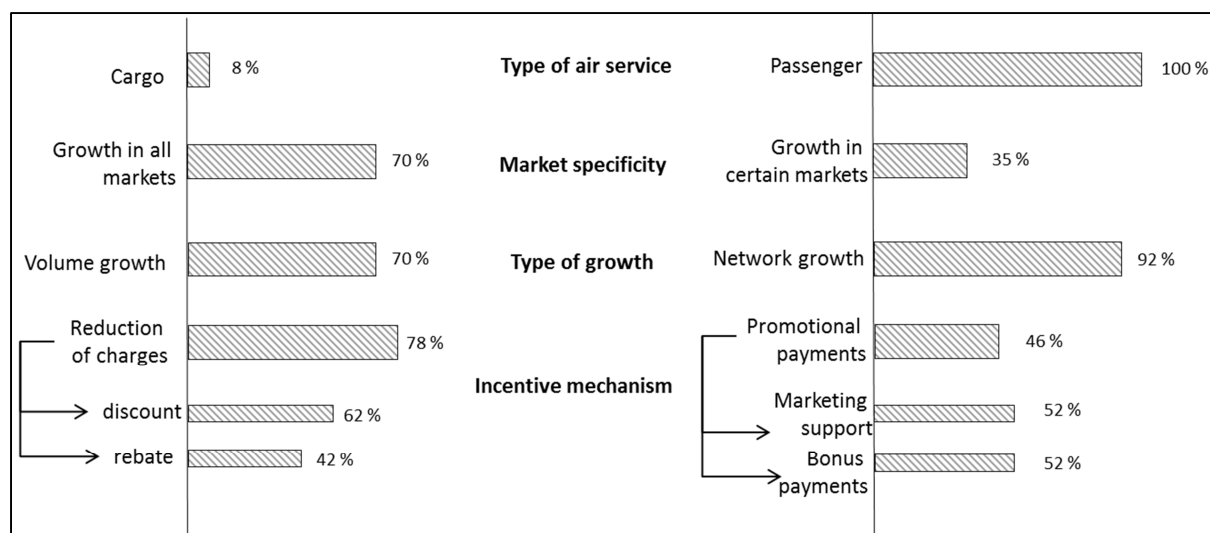 Cargo
8 %
Type of air service
Passenger
100 %
Growth in all
markets
70 %
Market specificity
Growth in
certain markets
35 %
Volume growth
70 %
Type of growth
Network growth
92 %
Reduction
of charges
78 %
Incentive mechanism
Promotional
payments
46 %
discount
62 %
Marketing
support
52 %
rebate
42 %
Bonus
payments
52 %